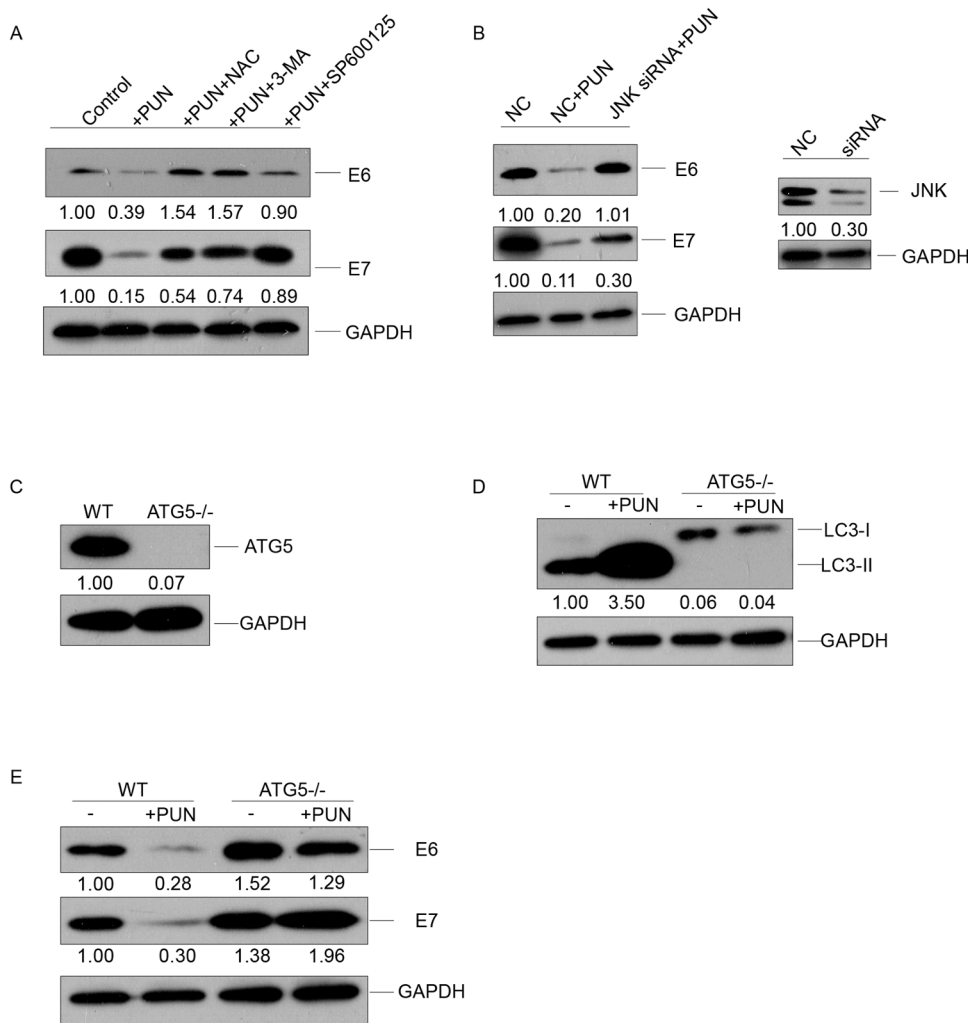 A
Control +PUN +PUN+NAC +PUN+3-MA +PUN+SP600125
E6
1.00 0.39 1.54 1.57 0.90
E7
1.00 0.15 0.54 0.74 0.89
GAPDH
B
NC NC+PUN JNK siRNA+PUN
E6
1.00 0.20 1.01
E7
1.00 0.11 0.30
GAPDH
NC siRNA
JNK
1.00 0.30
GAPDH
C
WT ATG5-/-
ATG5
1.00 0.07
GAPDH
D
WT ATG5-/-
- +PUN - +PUN
LC3-I
LC3-II
1.00 3.50 0.06 0.04
GAPDH
E
WT ATG5-/-
- +PUN - +PUN
E6
1.00 0.28 1.52 1.29
E7
1.00 0.30 1.38 1.96
GAPDH